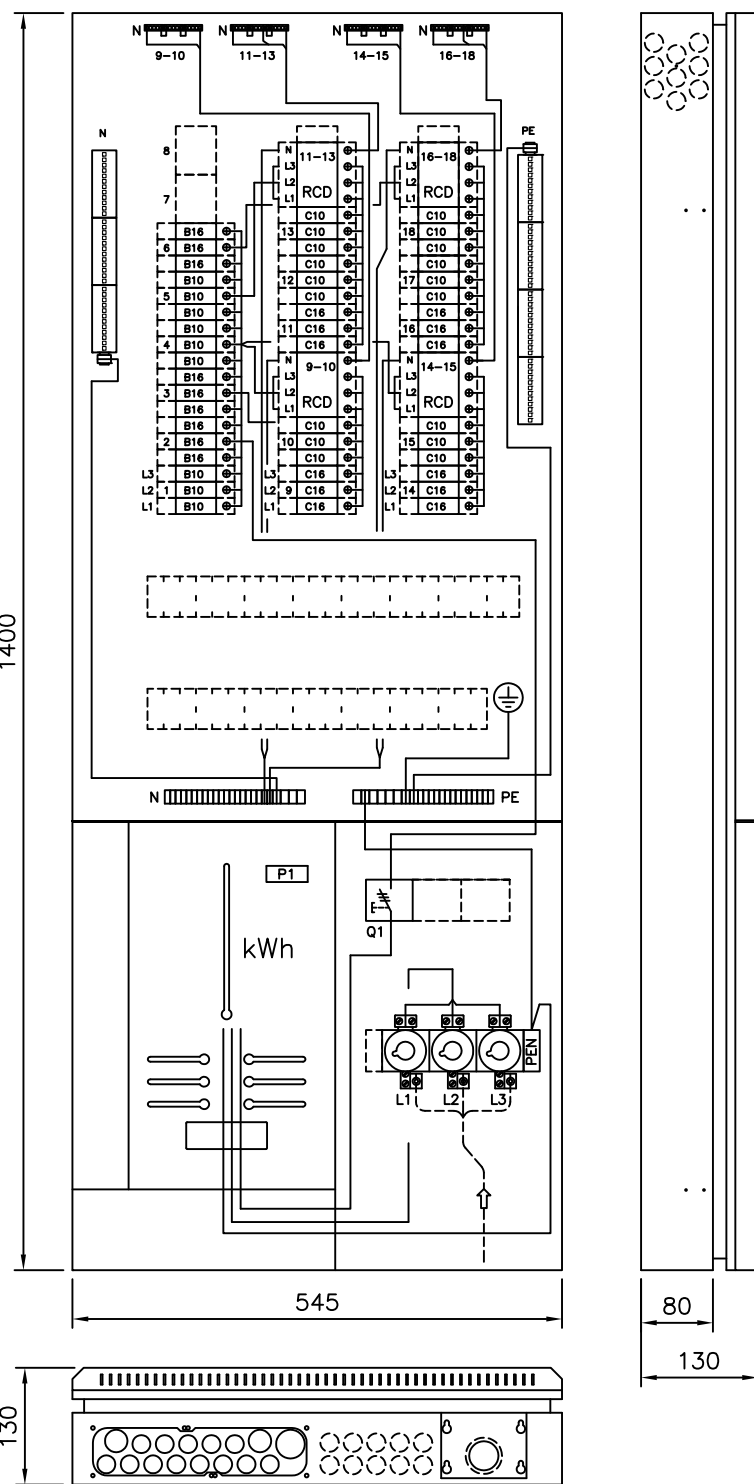 N N N N
9-10 11-13 14-15 16-18
N
8
7
B16
6 B16
B16
B10
5 B10
B10
B10
4 B10
B10
B16
3 B16
B16
B16
2 B16
B16
L3 B10
L2 1 B10
L1 B10
N 11-13
L3
L2 RCD
L1
C10
13 C10
C10
C10
12 C10
C10
C16
11 C16
C16
N 9-10
L3
L2 RCD
L1
C10
10 C10
C10
L3 C16
L2 9 C16
L1 C16
N 16-18
L3
L2 RCD
L1
C10
18 C10
C10
C10
17 C10
C10
C16
16 C16
C16
N 14-15
L3
L2 RCD
L1
C10
15 C10
C10
L3 C16
L2 14 C16
L1 C16
PE
1400
N PE
P1
kWh
Q1
PEN
L1 L2 L3
545
80
130
130